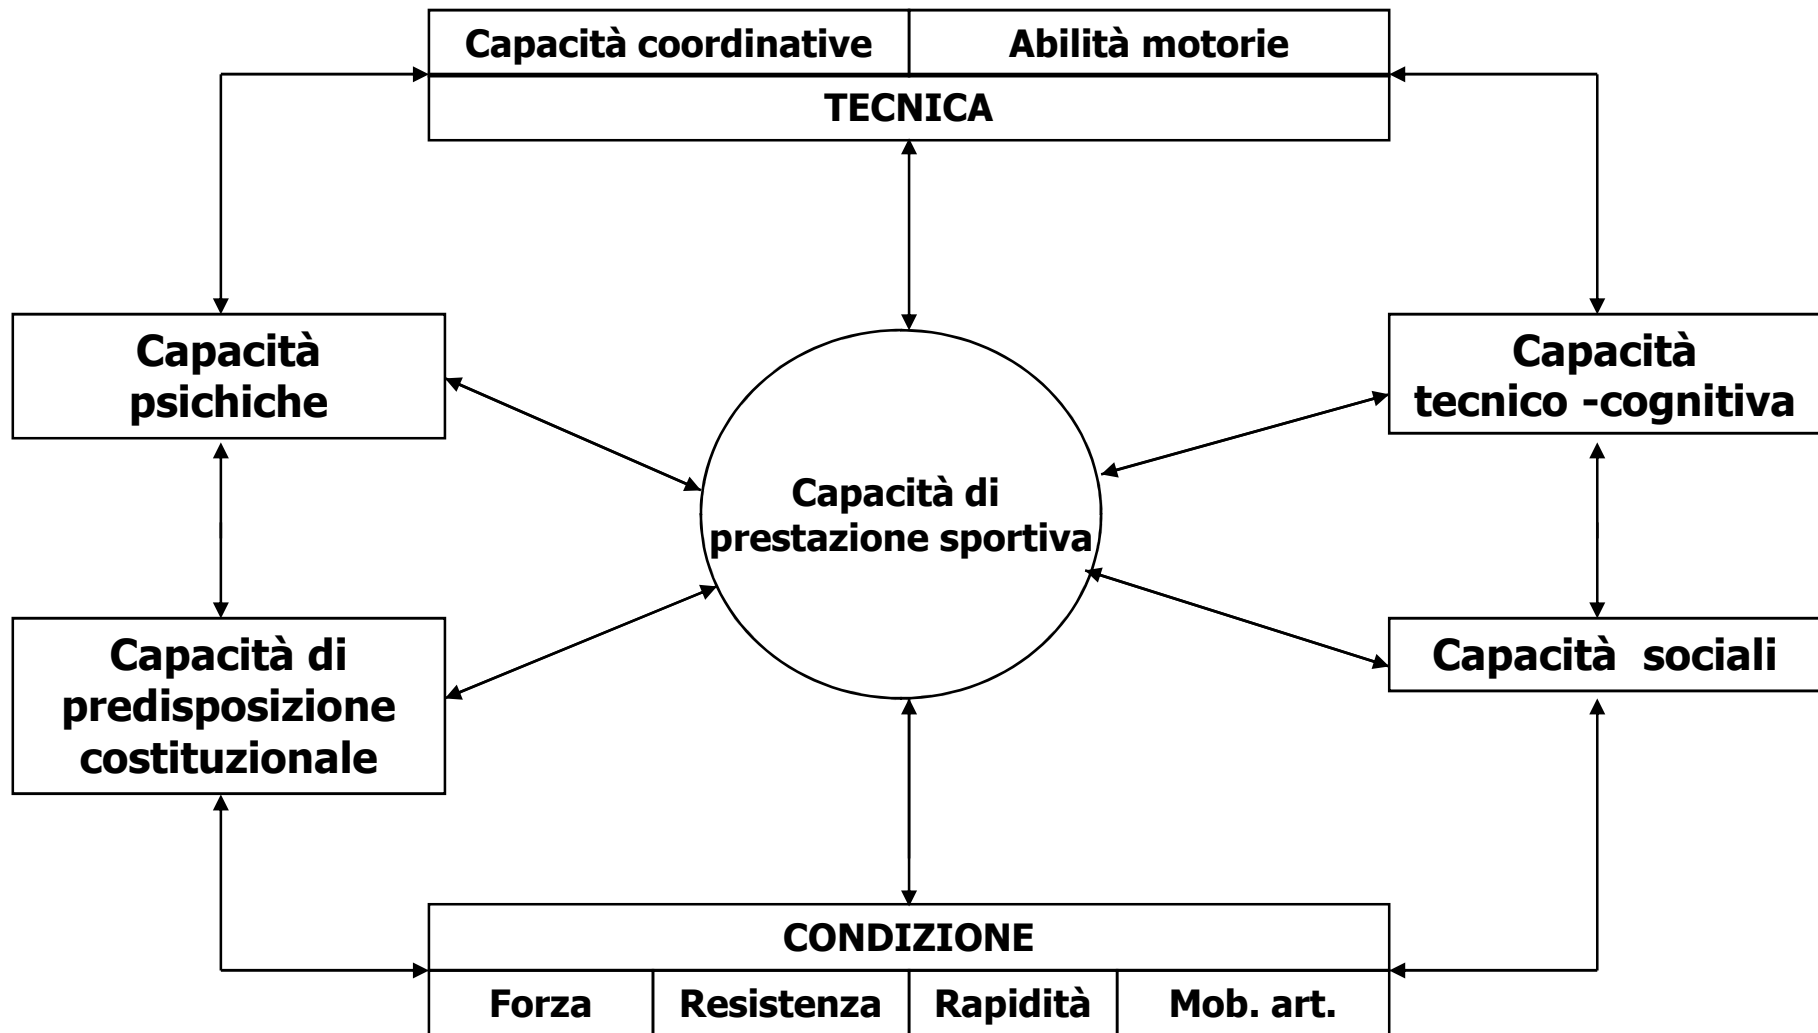 Capacità coordinative
Abilità motorie
TECNICA
Capacità
psichiche
Capacità
tecnico -cognitiva
Capacità di
prestazione sportiva
Capacità di
predisposizione
costituzionale
Capacità sociali
CONDIZIONE
Forza
Resistenza
Rapidità
Mob. art.